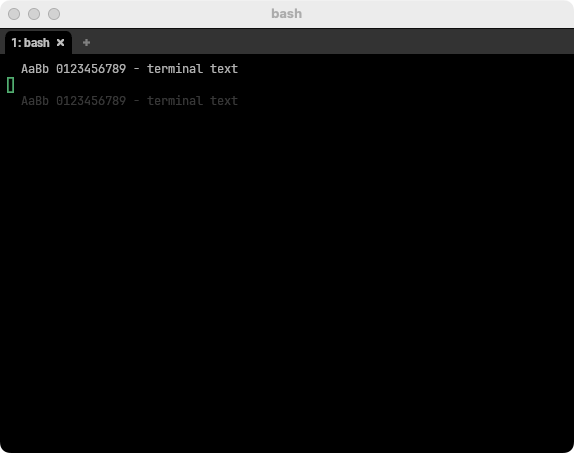 bash
1: bash × +
AaBb 0123456789 - terminal text
AaBb 0123456789 - terminal text